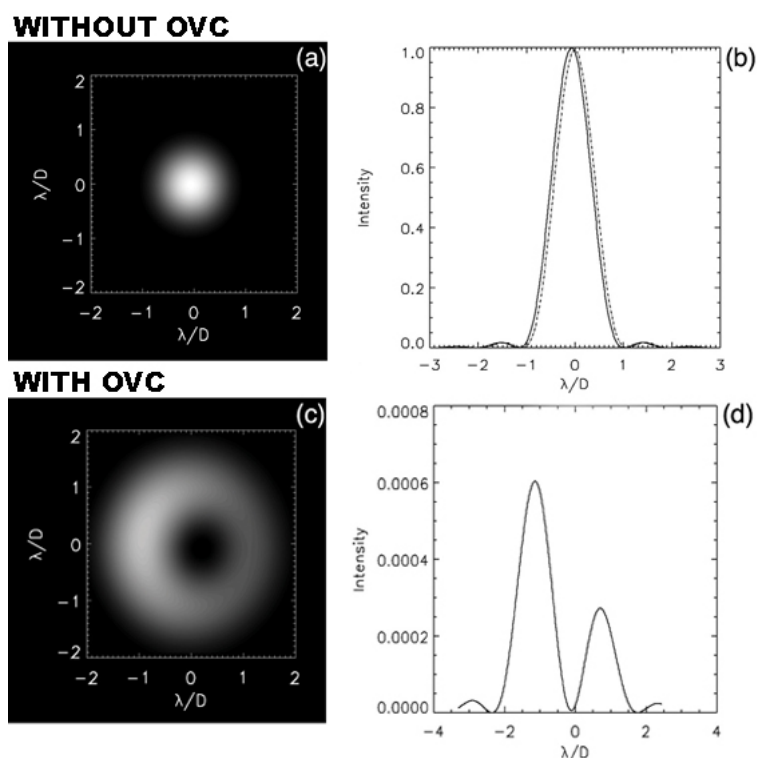 WITHOUT OVC
(a)
2
1
0
−1
−2
λ/D
−2 −1 0 1 2
λ/D
(b)
1.0
0.8
0.6
0.4
0.2
0.0
Intensity
−3 −2 −1 0 1 2 3
λ/D
WITH OVC
(c)
2
1
0
−1
−2
λ/D
−2 −1 0 1 2
λ/D
(d)
0.0008
0.0006
0.0004
0.0002
0.0000
Intensity
−4 −2 0 2 4
λ/D